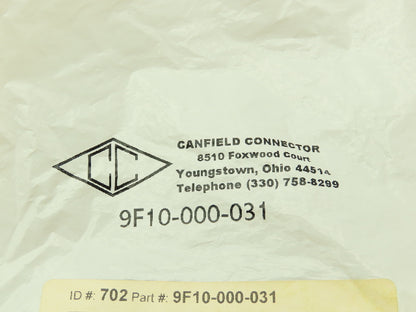 CC
CANFIELD CONNECTOR
8510 Foxwood Court
Youngstown, Ohio 44514
Telephone (330) 758-8299
9F10-000-031
ID #: 702 Part #: 9F10-000-031